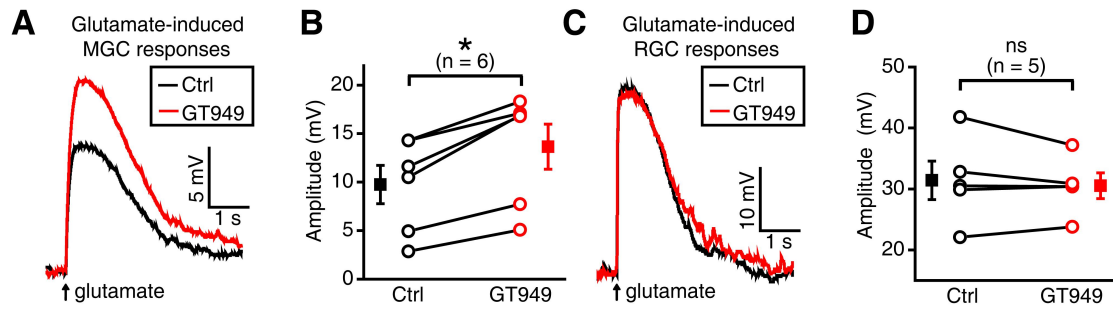 A
Glutamate-induced
MGC responses
Ctrl
GT949
5 mV
1 s
glutamate
B
*
(n = 6)
Amplitude (mV)
20
15
10
5
0
Ctrl
GT949
C
Glutamate-induced
RGC responses
Ctrl
GT949
10 mV
1 s
glutamate
D
ns
(n = 5)
Amplitude (mV)
50
40
30
20
Ctrl
GT949